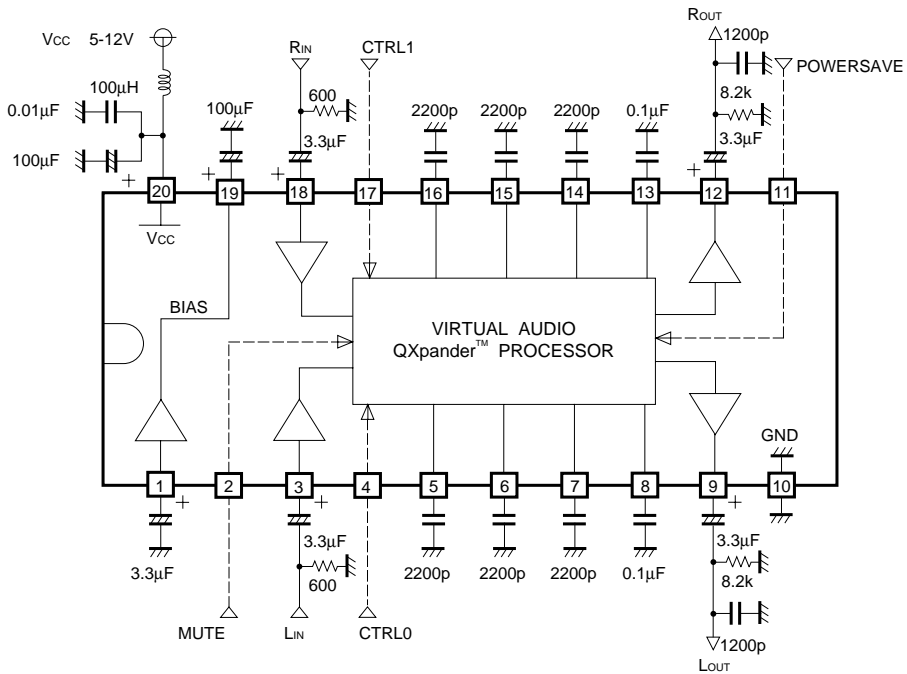 ROUT
VCC 5-12V
RIN
CTRL1
1200p
POWERSAVE
100µH
0.01µF
100µF
600
2200p
2200p
2200p
0.1µF
8.2k
100µF
3.3µF
3.3µF
+ + + +
20 19 18 17 16 15 14 13 12 11
VCC
BIAS
VIRTUAL AUDIO
QXpander™ PROCESSOR
GND
1 2 3 4 5 6 7 8 9 10
+ + +
3.3µF
3.3µF
600
2200p
2200p
2200p
0.1µF
3.3µF
8.2k
MUTE
LIN
CTRL0
1200p
LOUT